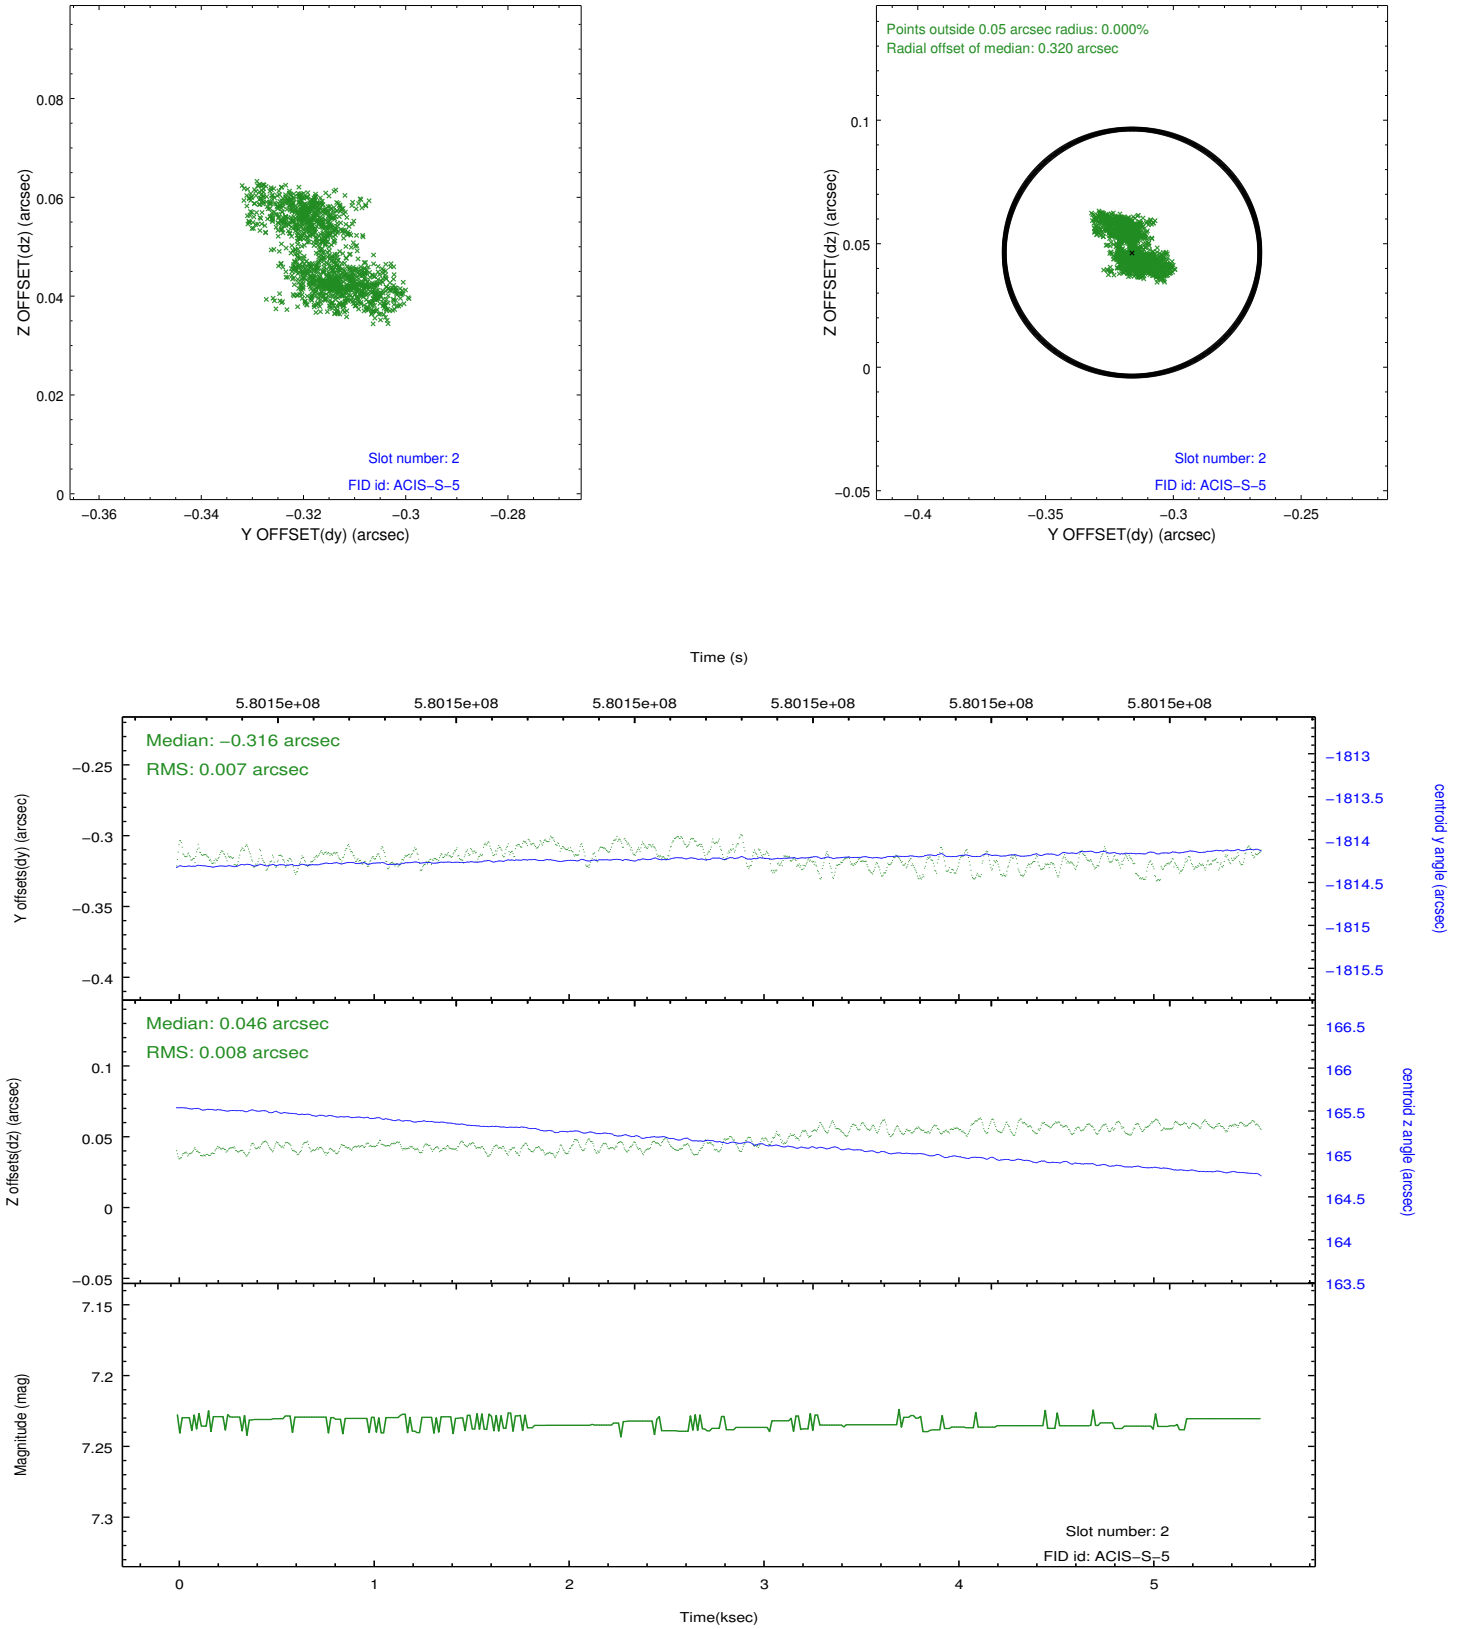 0.08
0.06
0.04
0.02
0
Z OFFSET(dz) (arcsec)
Slot number: 2
FID id: ACIS−S−5
−0.36 −0.34 −0.32 −0.3 −0.28
Y OFFSET(dy) (arcsec)
Points outside 0.05 arcsec radius: 0.000%
Radial offset of median: 0.320 arcsec
0.1
0.05
0
−0.05
Z OFFSET(dz) (arcsec)
Slot number: 2
FID id: ACIS−S−5
−0.4 −0.35 −0.3 −0.25
Y OFFSET(dy) (arcsec)
Time (s)
5.8015e+08 5.8015e+08 5.8015e+08 5.8015e+08 5.8015e+08 5.8015e+08
Median: −0.316 arcsec
RMS: 0.007 arcsec
−0.25
−0.3
−0.35
−0.4
Y offsets(dy) (arcsec)
−1813
−1813.5
−1814
−1814.5
−1815
−1815.5
centroid y angle (arcsec)
Median: 0.046 arcsec
RMS: 0.008 arcsec
0.1
0.05
0
−0.05
Z offsets(dz) (arcsec)
166.5
166
165.5
165
164.5
164
163.5
centroid z angle (arcsec)
7.15
7.2
7.25
7.3
Magnitude (mag)
Slot number: 2
FID id: ACIS−S−5
0 1 2 3 4 5
Time(ksec)